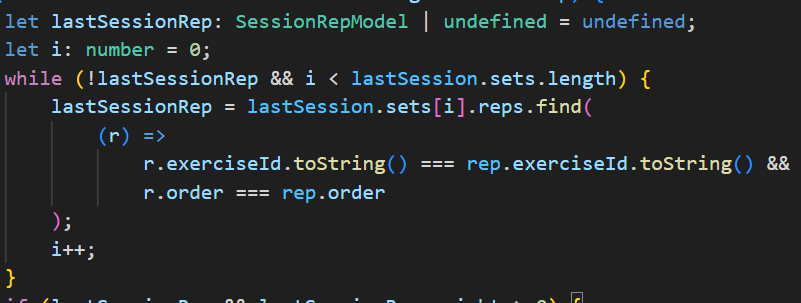 let lastSessionRep: SessionRepModel | undefined = undefined;
let i: number = 0;
while (!lastSessionRep && i < lastSession.sets.length) {
lastSessionRep = lastSession.sets[i].reps.find(
(r) =>
r.exerciseId.toString() === rep.exerciseId.toString() &&
r.order === rep.order
);
i++;
}